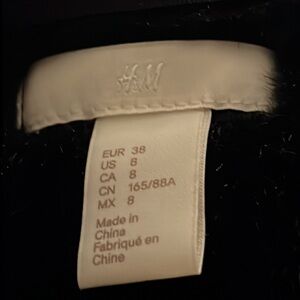 H&M
EUR 38
US 8
CA 8
CN 165/88A
MX 8
Made in
China
Fabriqué en
Chine